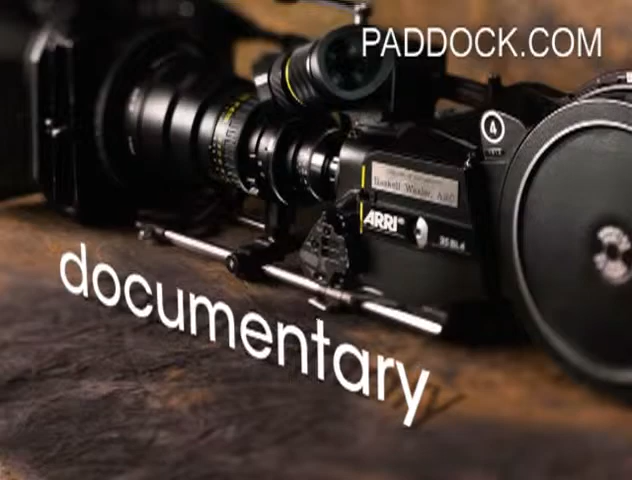 PADDOCK.COM
4
Haskell Wexler, ASC
ARRI
35 BL4
documentary